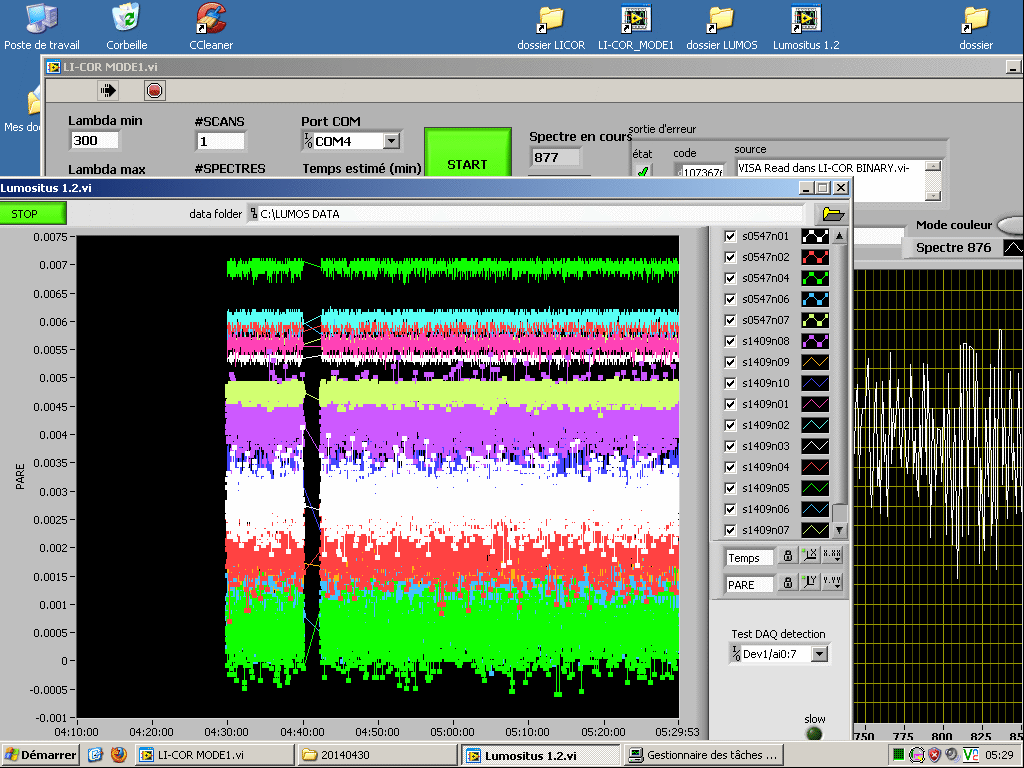 Poste de travail
Corbeille
CCleaner
dossier LICOR
LI-COR_MODE1
dossier LUMOS
Lumositus 1.2
dossier
Mes do
LI-COR MODE1.vi
Lambda min
300
Lambda max
#SCANS
1
#SPECTRES
Port COM
COM4
Temps estimé (min)
START
Spectre en cours
877
sortie d'erreur
état
code
107367
source
VISA Read dans LI-COR BINARY.vi-
Mode couleur
Spectre 876
Lumositus 1.2.vi
STOP
data folder
C:\LUMOS DATA
0.0075
0.007
0.0065
0.006
0.0055
0.005
0.0045
0.004
0.0035
0.003
0.0025
0.002
0.0015
0.001
0.0005
0
-0.0005
-0.001
PARE
04:10:00
04:20:00
04:30:00
04:40:00
04:50:00
05:00:00
05:10:00
05:20:00
05:29:53
s0547n01
s0547n02
s0547n04
s0547n06
s0547n07
s1409n08
s1409n09
s1409n10
s1409n01
s1409n02
s1409n03
s1409n04
s1409n05
s1409n06
s1409n07
Temps
X.XX
PARE
Y.YY
Test DAQ detection
Dev1/ai0:7
slow
750
775
800
825
85
Démarrer
LI-COR MODE1.vi
20140430
Lumositus 1.2.vi
Gestionnaire des tâches ...
05:29